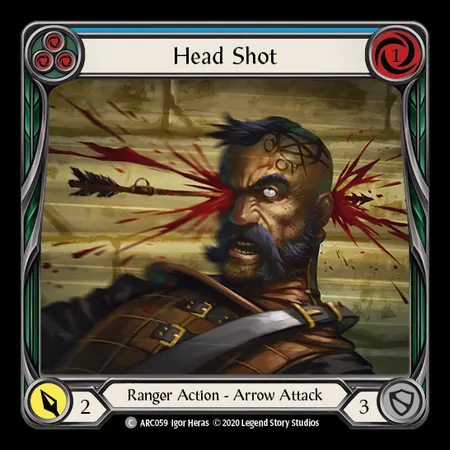 Head Shot
1
2
Ranger Action - Arrow Attack
3
C ARC059 Igor Heras ©2020 Legend Story Studios